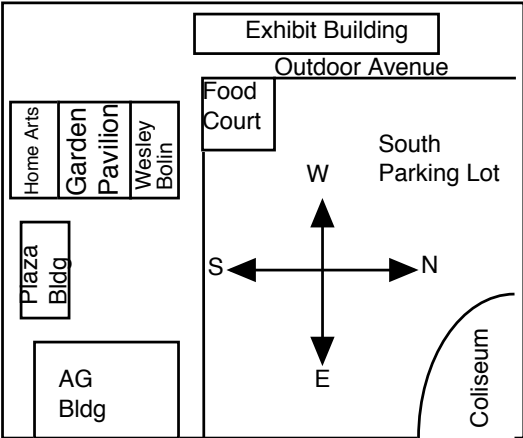 Exhibit Building
Outdoor Avenue
Food
Court
Home Arts
Garden
Pavilion
Wesley
Bolin
South
Parking Lot
W
S
N
E
Plaza
Bldg
AG
Bldg
Coliseum